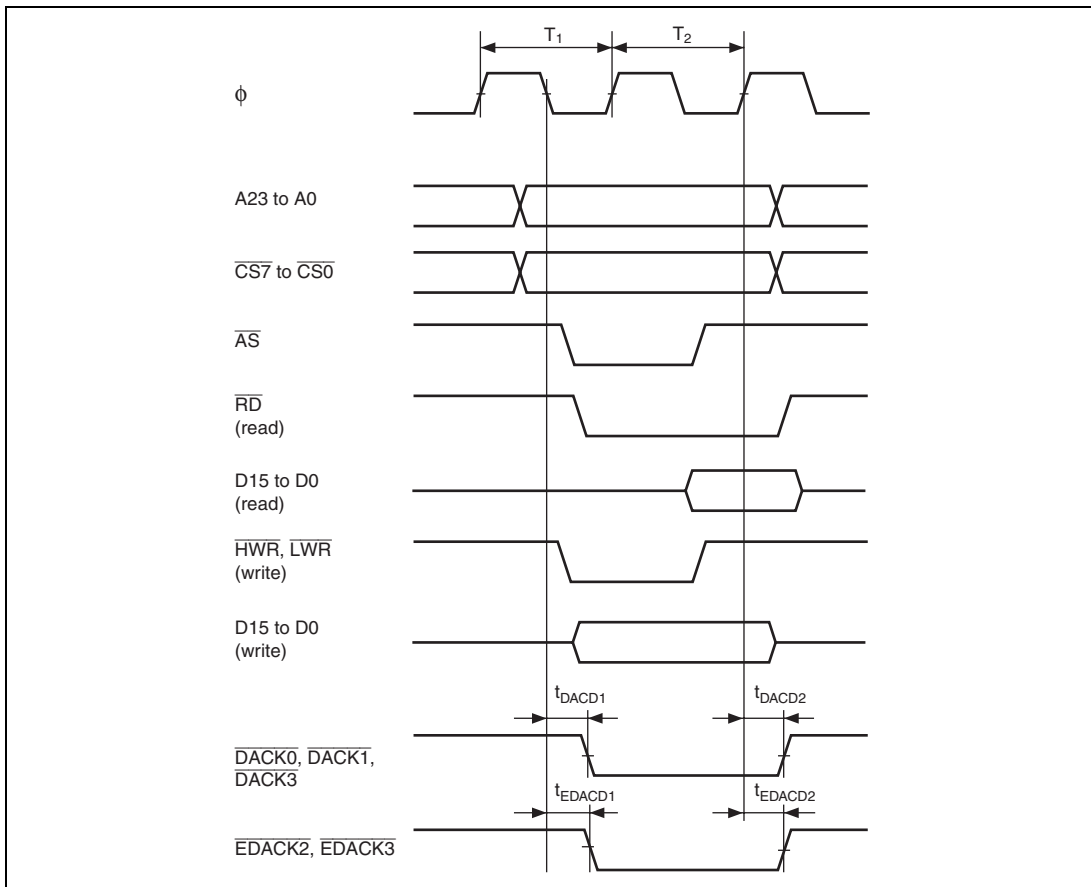 T1 T2
ϕ
A23 to A0
CS7 to CS0
AS
RD
(read)
D15 to D0
(read)
HWR, LWR
(write)
D15 to D0
(write)
tDACD1 tDACD2
DACK0, DACK1,
DACK3
tEDACD1 tEDACD2
EDACK2, EDACK3